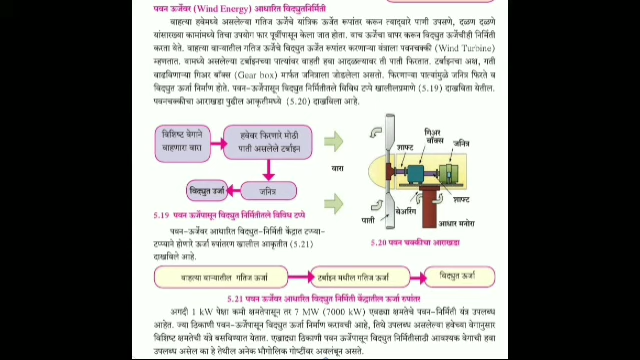 पवन ऊर्जेवर (Wind Energy) आधारित विद्युतनिर्मिती
वाहत्या हवेमध्ये असलेल्या गतिज ऊर्जेचे यांत्रिक ऊर्जेत रूपांतर करून त्याद्वारे पाणी उपसणे, दळण दळणे
यांसारख्या कामांमध्ये तिचा उपयोग फार पूर्वीपासून केला जात होता. याच ऊर्जेचा वापर करून विद्युत ऊर्जेचीही निर्मिती
करता येते. वाहत्या वाऱ्यातील गतिज ऊर्जेचे विद्युत ऊर्जेत रूपांतर करणाऱ्या यंत्राला पवनचक्की (Wind Turbine)
म्हणतात. यामध्ये असलेल्या टर्बाइनच्या पात्यांवर वाहती हवा आदळल्यावर ती पाती फिरतात. टर्बाइनचा अक्ष, गती
वाढविणाऱ्या गिअर बॉक्स (Gear box) मार्फत जनित्राला जोडलेला असतो. फिरणाऱ्या पात्यांमुळे जनित्र फिरते व
विद्युत ऊर्जा निर्माण होते. पवन-ऊर्जेपासून विद्युत निर्मितीतले विविध टप्पे खालीलप्रमाणे (5.19) दाखविता येतील.
पवनचक्कीचा आराखडा पुढील आकृतीमध्ये (5.20) दाखविला आहे.
विशिष्ट वेगाने
वाहणारा वारा
हवेवर फिरणारे मोठी
पाती असलेले टर्बाइन
विद्युत उर्जा
जनित्र
वारा
शाफ्ट
गिअर
बॉक्स
जनित्र
शाफ्ट
बेअरिंग
पाती
आधार मनोरा
5.19 पवन ऊर्जेपासून विद्युत निर्मितीतले विविध टप्पे
5.20 पवन चक्कीचा आराखडा
पवन-ऊर्जेवर आधारित विद्युत-निर्मिती केंद्रात टप्प्या-
टप्प्याने होणारे ऊर्जा रूपांतरण खालील आकृतीत (5.21)
दाखविले आहे.
वाहत्या वाऱ्यातील गतिज ऊर्जा
टर्बाइन मधील गतिज ऊर्जा
विद्युत ऊर्जा
5.21 पवन ऊर्जेवर आधारित विद्युत निर्मिती केंद्रातील ऊर्जा रुपांतर
अगदी 1 kW पेक्षा कमी क्षमतेपासून तर 7 MW (7000 kW) एवढ्या क्षमतेचे पवन-निर्मिती यंत्र उपलब्ध
आहेत. ज्या ठिकाणी पवन-ऊर्जेपासून विद्युत ऊर्जा निर्माण करावयाची आहे, तिथे उपलब्ध असलेल्या हवेच्या वेगानुसार
विशिष्ट क्षमतेची यंत्रे बसविण्यात येतात. एखाद्या ठिकाणी पवन ऊर्जेपासून विद्युत निर्मितीसाठी आवश्यक वेगाची हवा
उपलब्ध असेल का हे तेथील अनेक भौगोलिक गोष्टींवर अवलंबून असते.